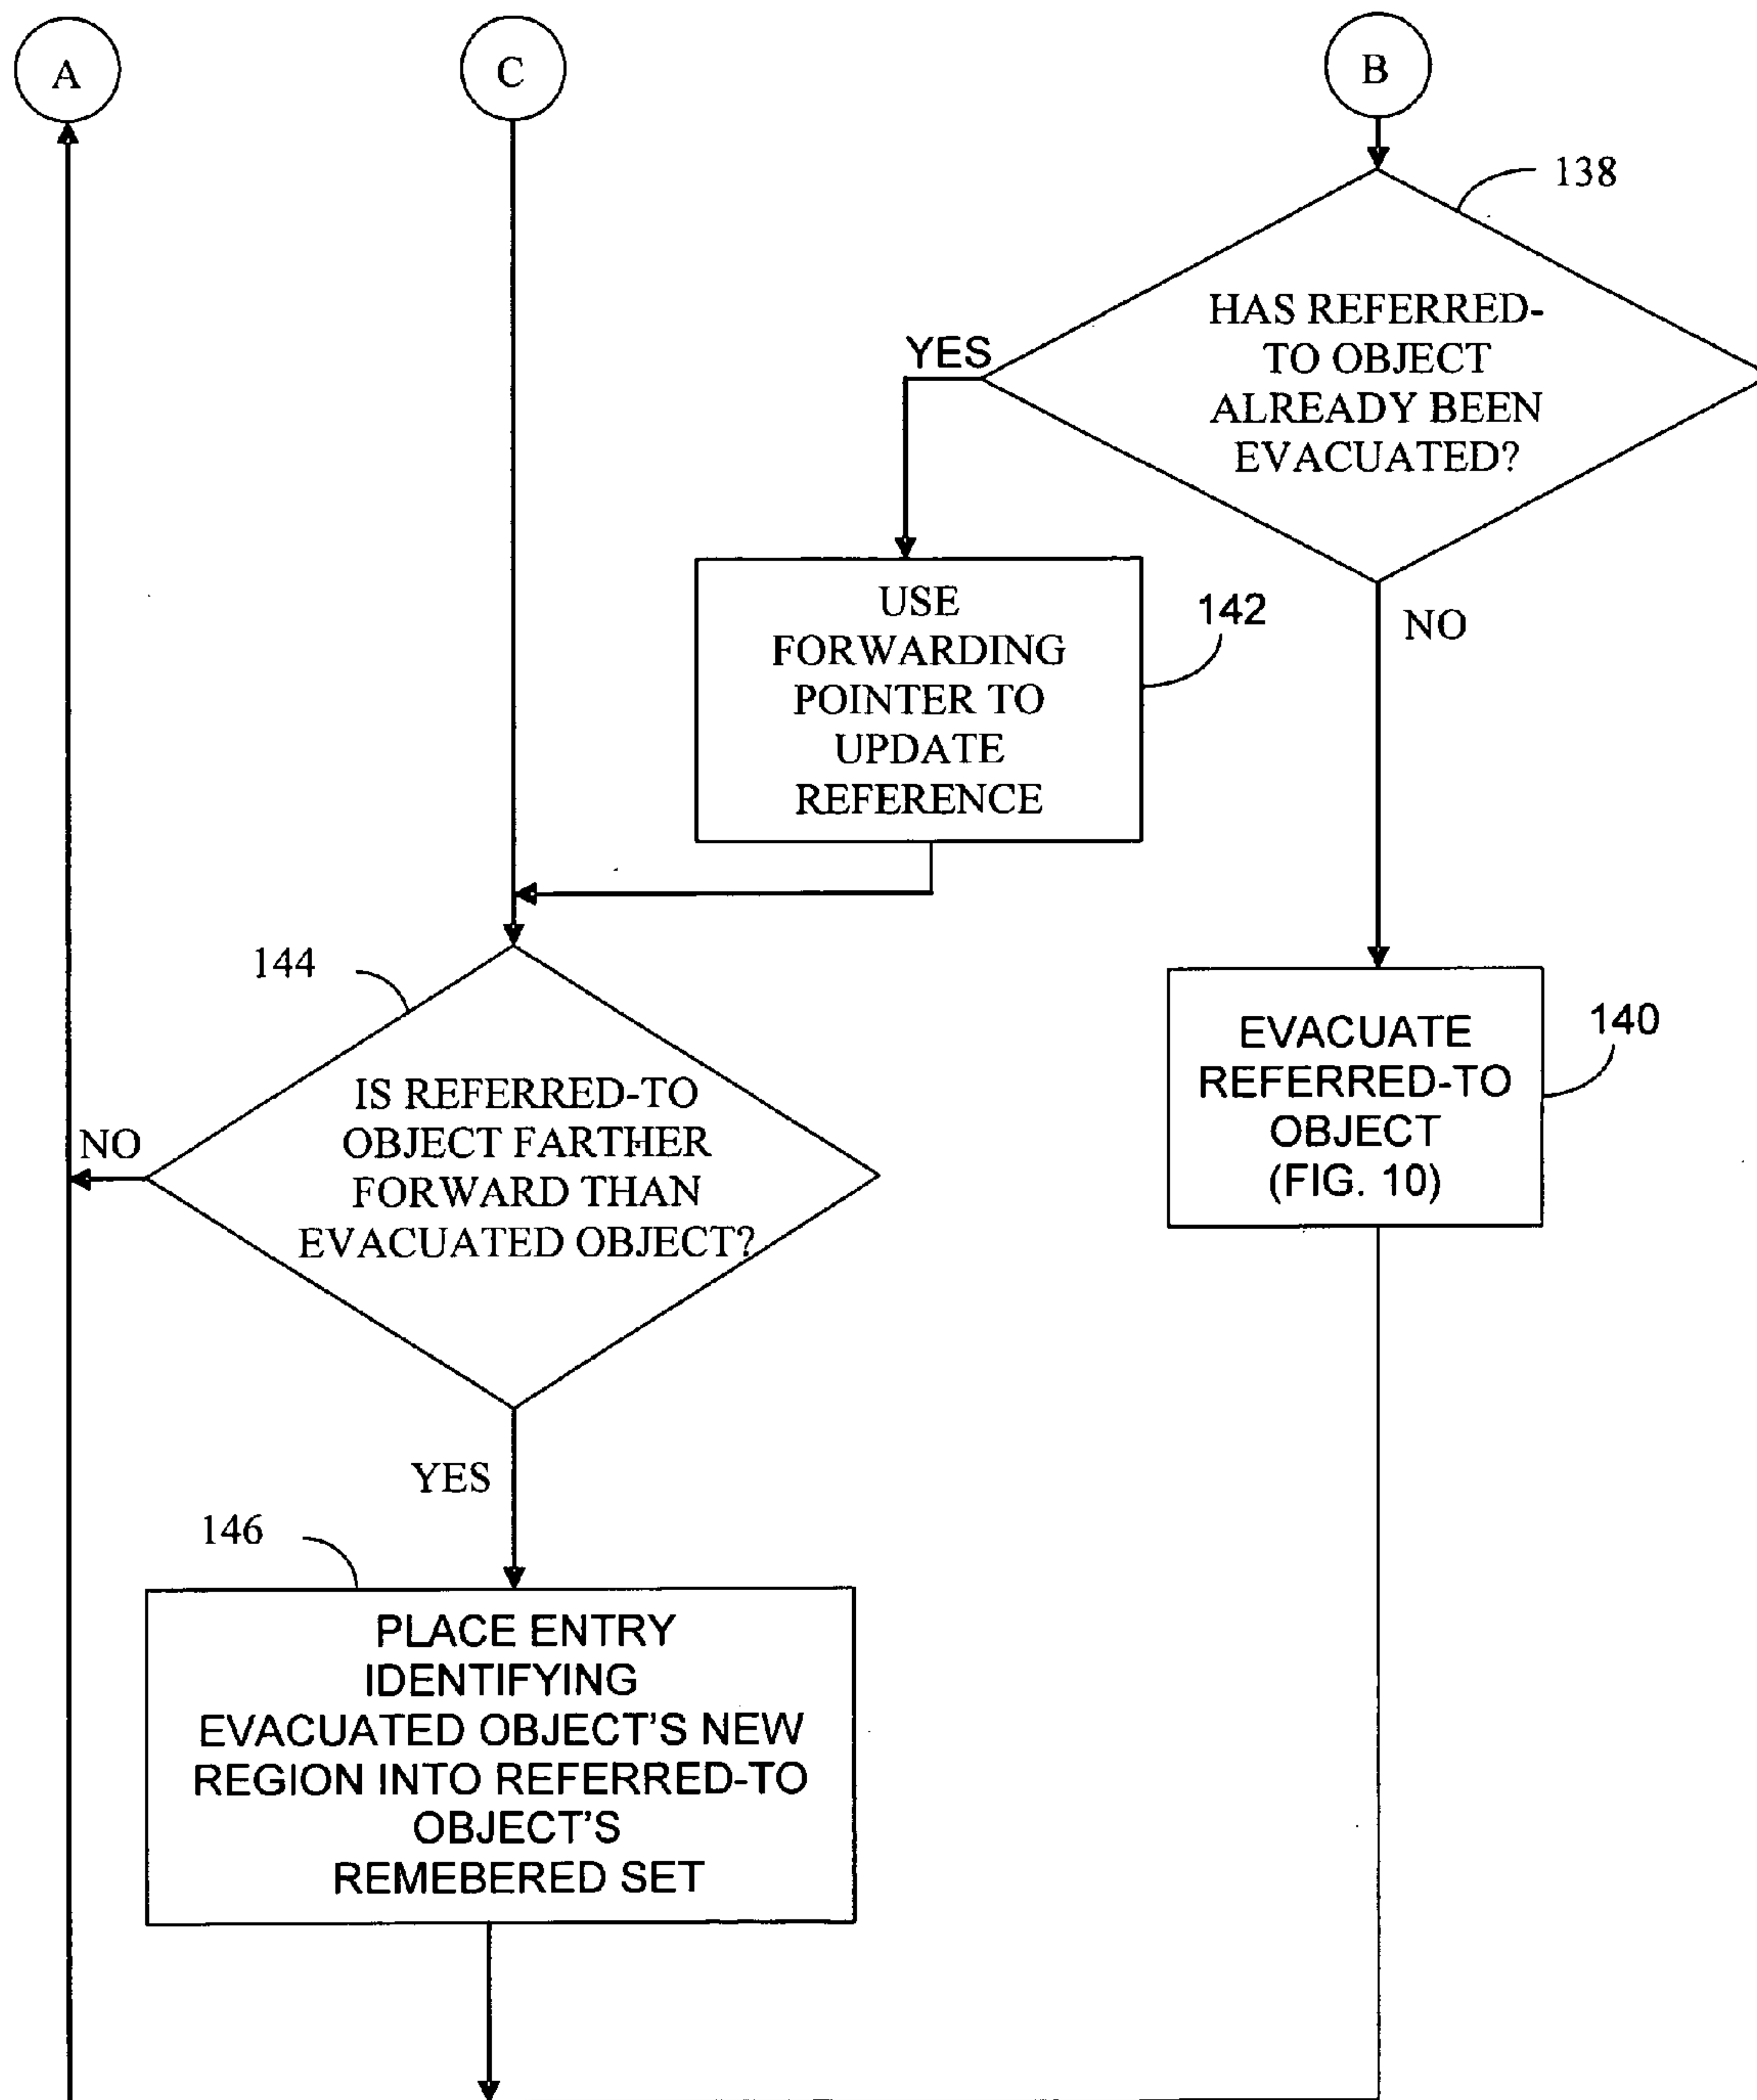 A
C
B
138
HAS REFERRED-
TO OBJECT
ALREADY BEEN
EVACUATED?
YES
NO
USE
FORWARDING
POINTER TO
UPDATE
REFERENCE
142
144
IS REFERRED-TO
OBJECT FARTHER
FORWARD THAN
EVACUATED OBJECT?
NO
YES
EVACUATE
REFERRED-TO
OBJECT
(FIG. 10)
140
146
PLACE ENTRY
IDENTIFYING
EVACUATED OBJECT'S NEW
REGION INTO REFERRED-TO
OBJECT'S
REMEBERED SET